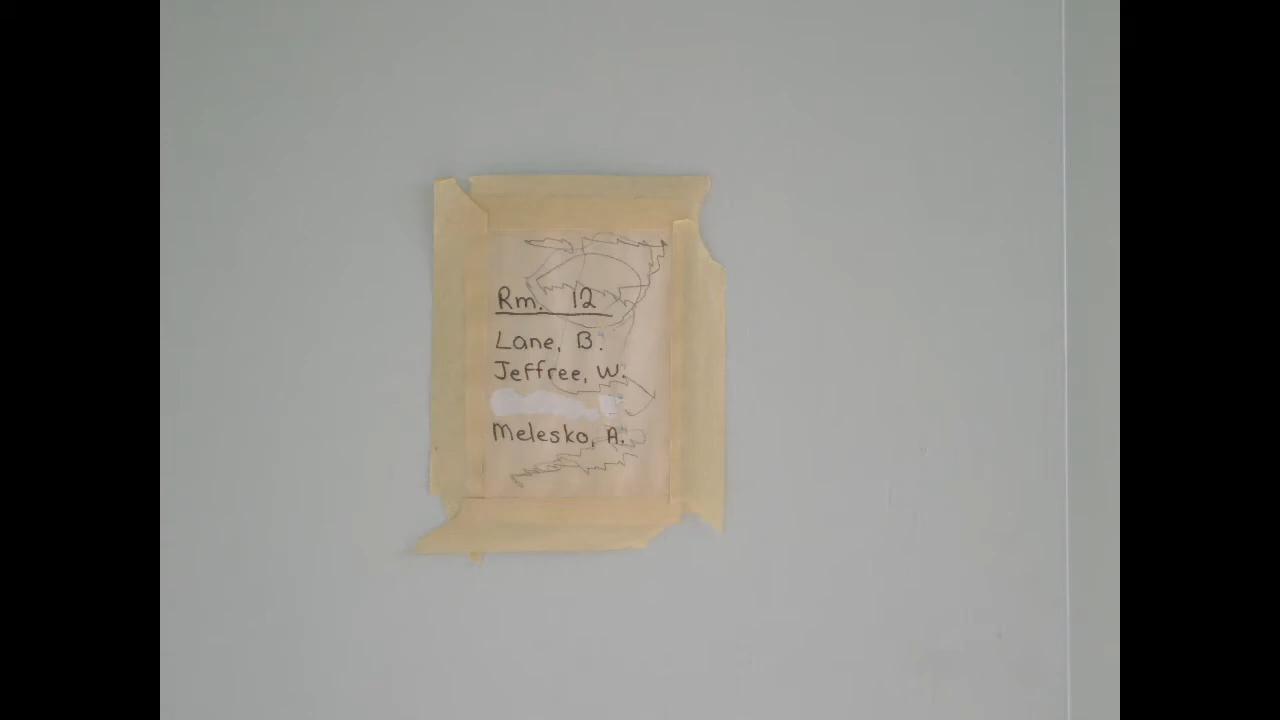 Rm. 12
Lane, B.
Jeffree, W.
Melesko, A.